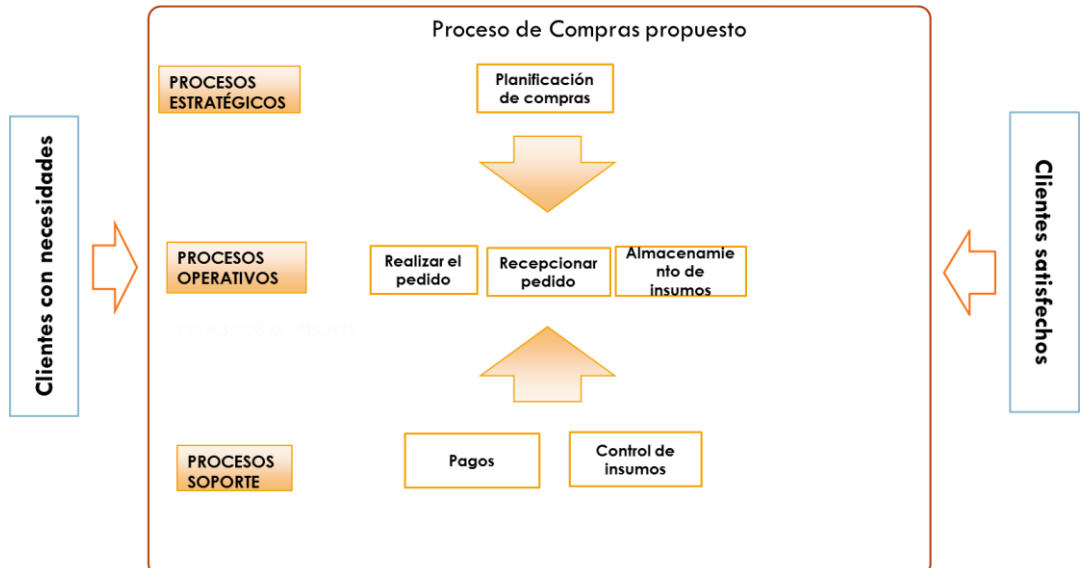 Proceso de Compras propuesto
PROCESOS
ESTRATÉGICOS
Planificación
de compras
Clientes con necesidades
PROCESOS
OPERATIVOS
Realizar el
pedido
Recepcionar
pedido
Almacenamie
nto de
insumos
Clientes satisfechos
PROCESOS
SOPORTE
Pagos
Control de
insumos